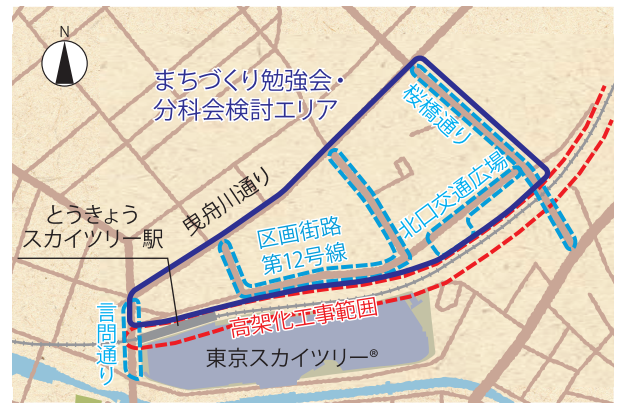 N
まちづくり勉強会・
分科会検討エリア
桜橋通り
曳舟川通り
北口交通広場
とうきょう
スカイツリー駅
区画街路
第12号線
言問通り
高架化工事範囲
東京スカイツリー®